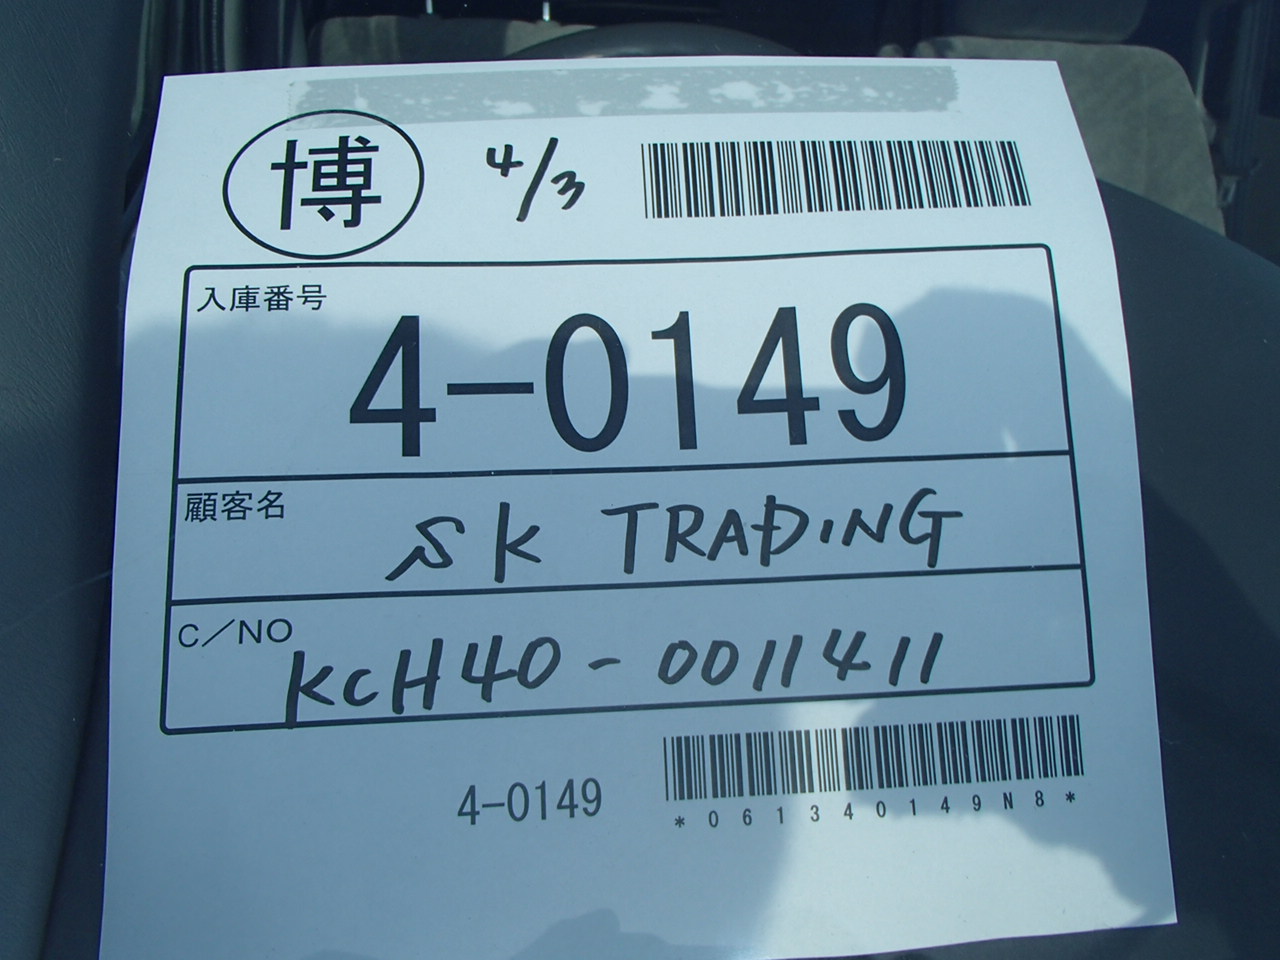 博 4/3
入庫番号
4-0149
顧客名
SK TRADING
C/NO
KCH40-0011411
4-0149
*061340149N8*